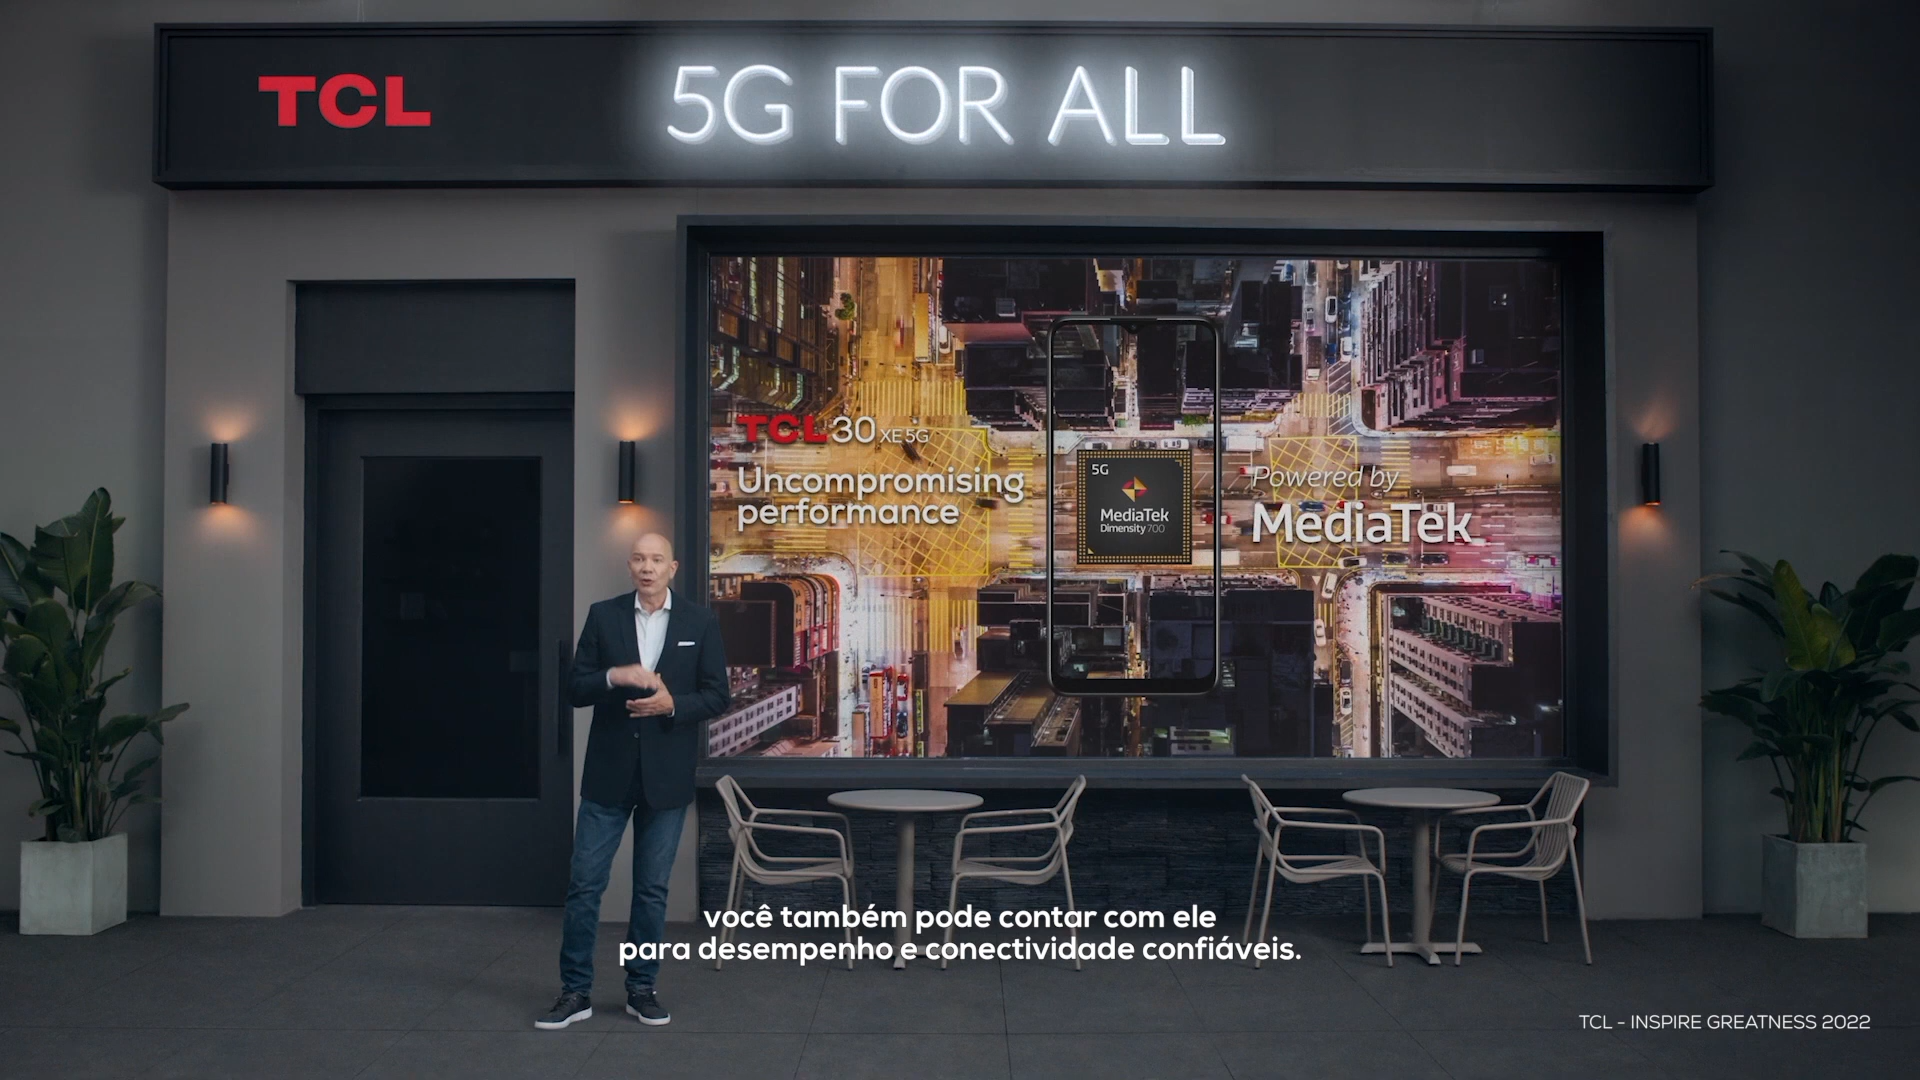 TCL
5G FOR ALL
TCL 30 XE 5G
Uncompromising
performance
5G
MediaTek
Dimensity 700
Powered by
MediaTek
você também pode contar com ele
para desempenho e conectividade confiáveis.
TCL - INSPIRE GREATNESS 2022